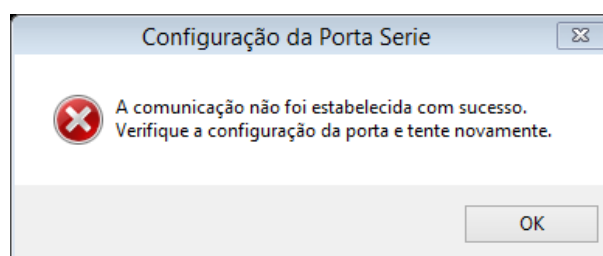 Configuração da Porta Serie
A comunicação não foi estabelecida com sucesso.
Verifique a configuração da porta e tente novamente.
OK